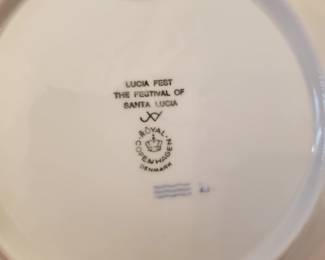 LUCIA FEST
THE FESTIVAL OF
SANTA LUCIA
ROYAL
COPENHAGEN
DENMARK